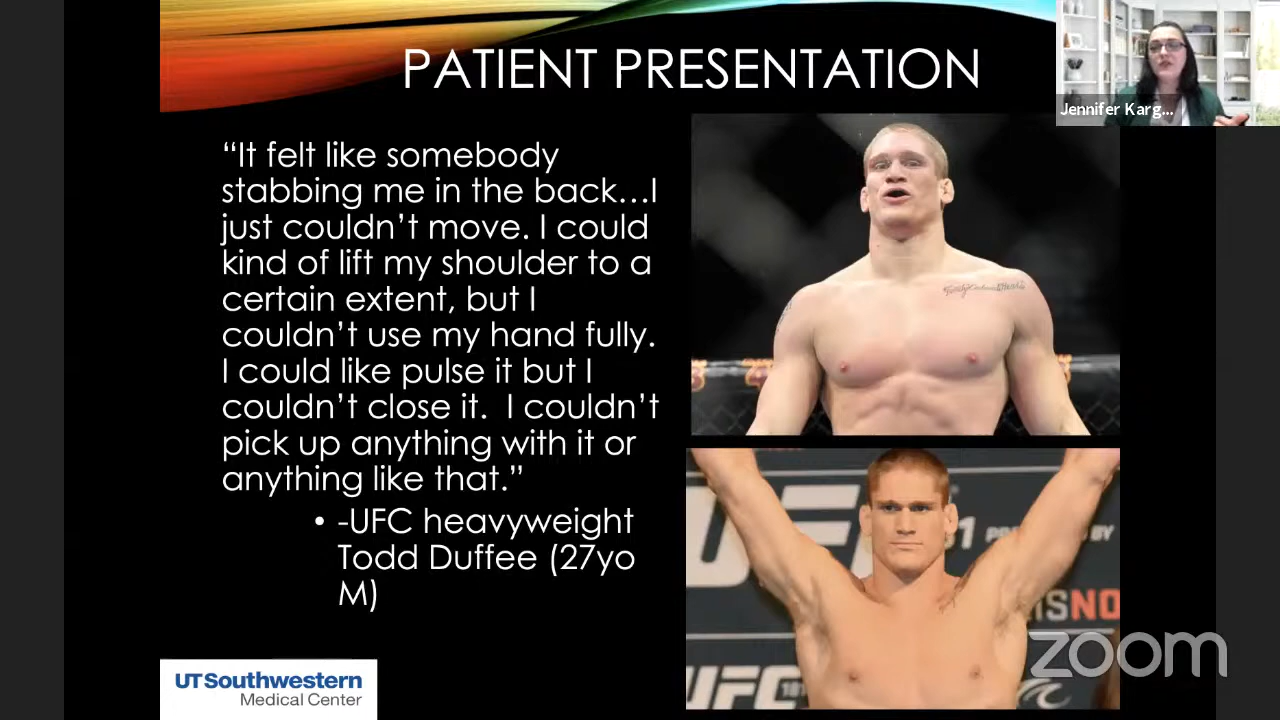 PATIENT PRESENTATION
Jennifer Karg...
“It felt like somebody
stabbing me in the back…I
just couldn’t move. I could
kind of lift my shoulder to a
certain extent, but I
couldn’t use my hand fully.
I could like pulse it but I
couldn’t close it.  I couldn’t
pick up anything with it or
anything like that.”
• -UFC heavyweight
Todd Duffee (27yo
M)
UF
ISNO
UFC
181
zoom
UTSouthwestern
Medical Center